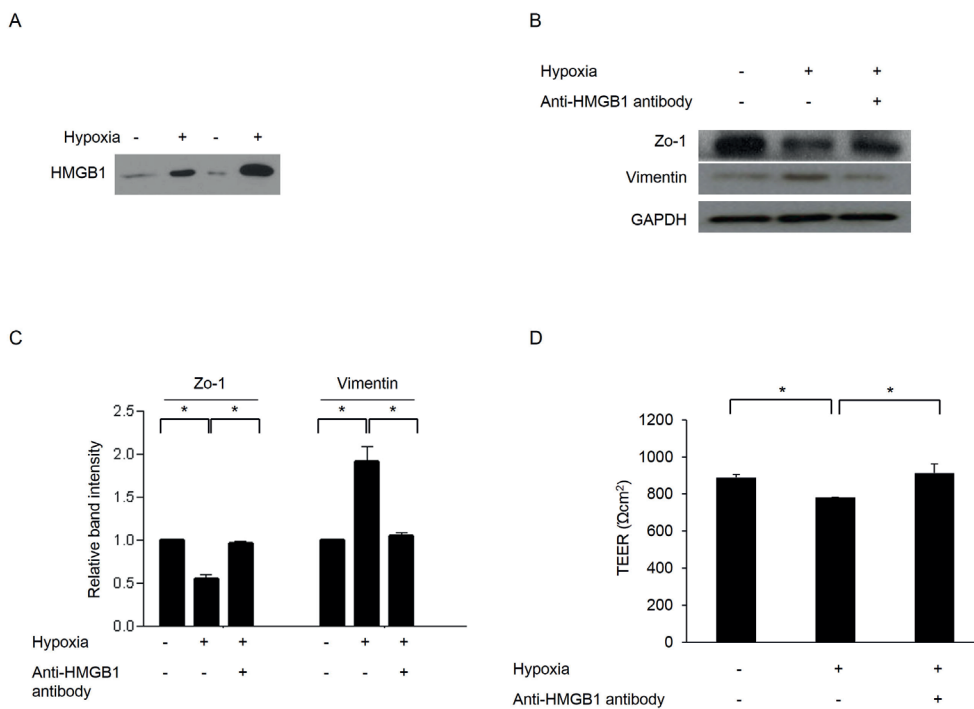 A
Hypoxia - + - +
HMGB1
B
Hypoxia - + +
Anti-HMGB1 antibody - - +
Zo-1
Vimentin
GAPDH
C
Zo-1 Vimentin
* * * *
Relative band intensity
2.5
2.0
1.0
0.5
0.0
Hypoxia - + + - + +
Anti-HMGB1 - - + - - +
antibody
D
* *
TEER (Ωcm²)
1200
1000
800
600
400
200
0
Hypoxia - + +
Anti-HMGB1 antibody - - +